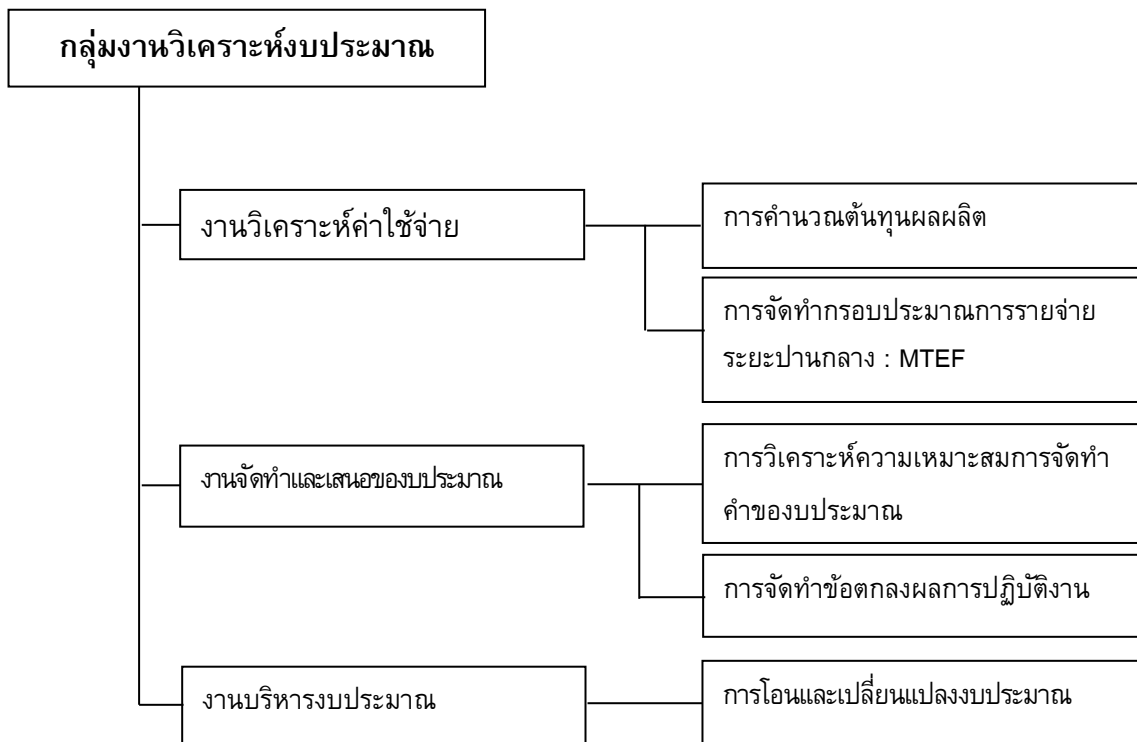 กลุ่มงานวิเคราะห์งบประมาณ
งานวิเคราะห์ค่าใช้จ่าย
การคำนวณต้นทุนผลผลิต
การจัดทำกรอบประมาณการรายจ่าย
ระยะปานกลาง : MTEF
งานจัดทำและเสนอของบประมาณ
การวิเคราะห์ความเหมาะสมการจัดทำ
คำของบประมาณ
การจัดทำข้อตกลงผลการปฏิบัติงาน
งานบริหารงบประมาณ
การโอนและเปลี่ยนแปลงงบประมาณ